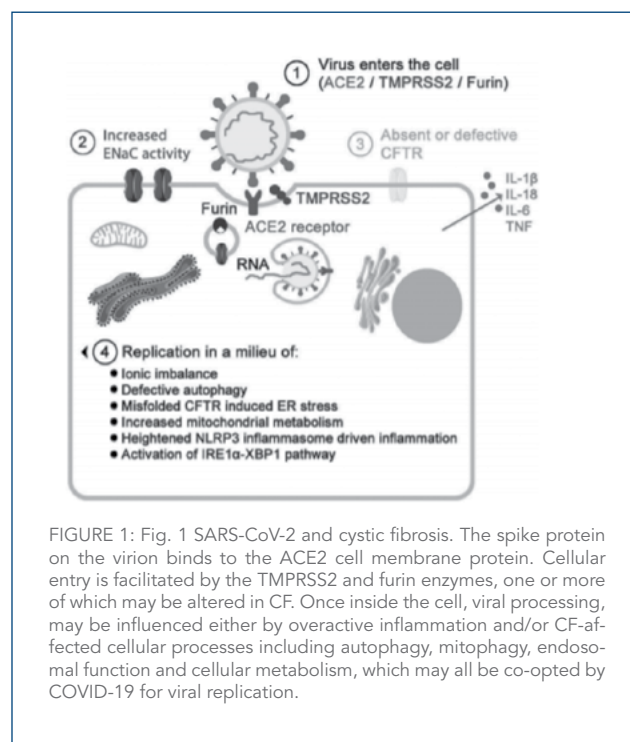 ① Virus enters the cell
(ACE2 / TMPRSS2 / Furin)
② Increased
ENaC activity
③ Absent or defective
CFTR
IL-1β
IL-18
IL-6
TNF
TMPRSS2
Furin
ACE2 receptor
RNA
④ Replication in a milieu of:
● Ionic imbalance
● Defective autophagy
● Misfolded CFTR induced ER stress
● Increased mitochondrial metabolism
● Heightened NLRP3 inflammasome driven inflammation
● Activation of IRE1α-XBP1 pathway
FIGURE 1: Fig. 1 SARS-CoV-2 and cystic fibrosis. The spike protein
on the virion binds to the ACE2 cell membrane protein. Cellular
entry is facilitated by the TMPRSS2 and furin enzymes, one or more
of which may be altered in CF. Once inside the cell, viral processing,
may be influenced either by overactive inflammation and/or CF-af-
fected cellular processes including autophagy, mitophagy, endoso-
mal function and cellular metabolism, which may all be co-opted by
COVID-19 for viral replication.